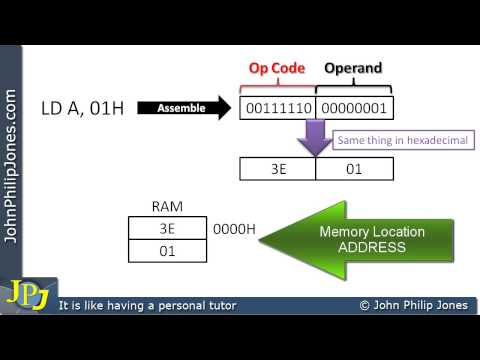 JohnPhilipJones.com
Op Code Operand
LD A, 01H Assemble 00111110 00000001
Same thing in hexadecimal
3E 01
RAM
3E 0000H
01
Memory Location
ADDRESS
JPJ
It is like having a personal tutor
© John Philip Jones